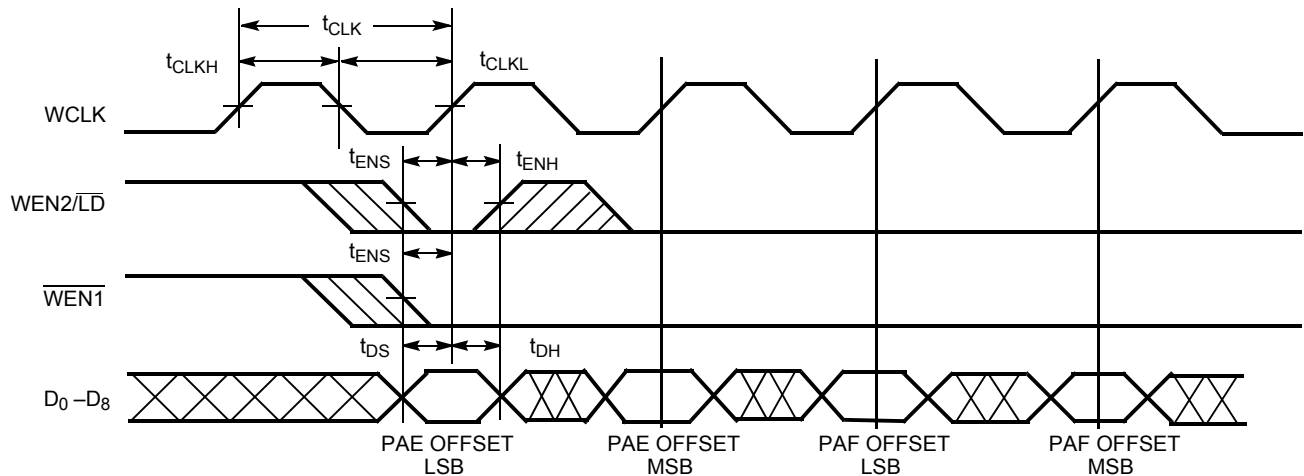 tCLK
tCLKH
tCLKL
WCLK
tENS
tENH
WEN2/LD
tENS
WEN1
tDS
tDH
D0 –D8
PAE OFFSET
LSB
PAE OFFSET
MSB
PAF OFFSET
LSB
PAF OFFSET
MSB